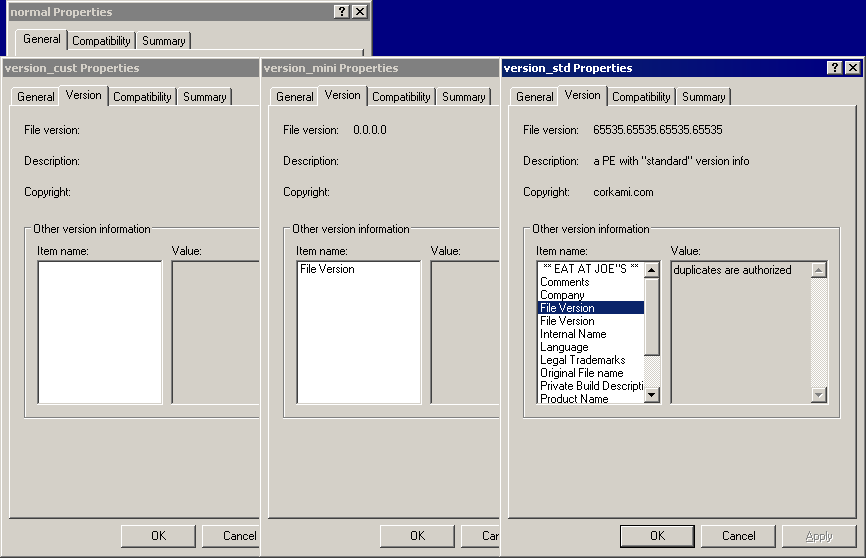 normal Properties
? X
General Compatibility Summary
version_cust Properties
General Version Compatibility Summary
File version:
Description:
Copyright:
Other version information
Item name: Value:
OK Cancel
version_mini Properties
General Version Compatibility Summary
File version: 0.0.0.0
Description:
Copyright:
Other version information
Item name: Value:
File Version
OK Car
version_std Properties
? X
General Version Compatibility Summary
File version: 65535.65535.65535.65535
Description: a PE with "standard" version info
Copyright: corkami.com
Other version information
Item name: Value:
** EAT AT JOE"S **
Comments
Company
File Version
File Version
Internal Name
Language
Legal Trademarks
Original File name
Private Build Descripti
Product Name
duplicates are authorized
OK Cancel Apply